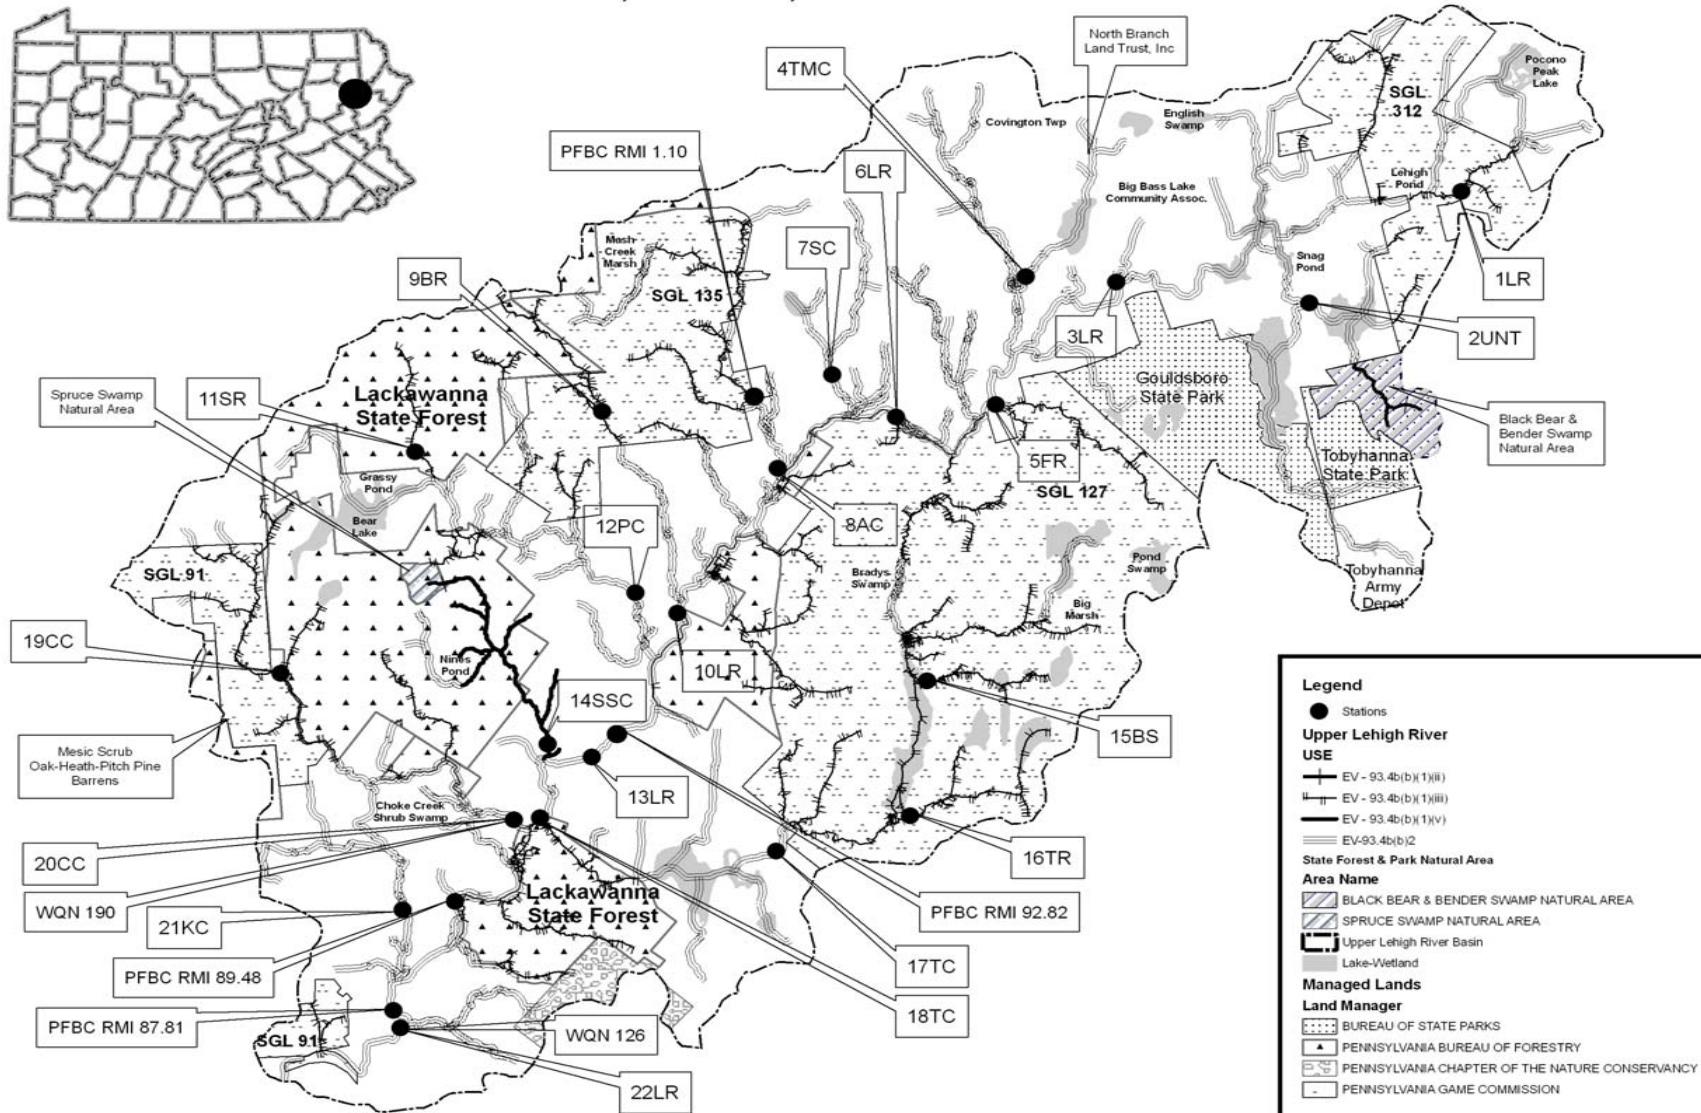 North Branch
Land Trust, Inc
4TMC
Pocono
Peak
Lake
SGL
312
English
Swamp
Covington Twp
PFBC RMI 1.10
6LR
Lehigh
Pond
Big Bass Lake
Community Assoc.
7SC
Mash
Creek
Marsh
9BR
SGL 135
Snag
Pond
1LR
3LR
2UNT
Gouldsboro
State Park
Spruce Swamp
Natural Area
11SR
Lackawanna
State Forest
Black Bear &
Bender Swamp
Natural Area
5FR
Tobyhanna
State Park
Grassy
Pond
SGL 127
Bear
Lake
12PC
8AC
Pond
Swamp
SGL 91
Bradys
Swamp
Tobyhanna
Army
Depot
Big
Marsh
19CC
Nines
Pond
10LR
14SSC
15BS
Mesic Scrub
Oak-Heath-Pitch Pine
Barrens
13LR
Choke Creek
Shrub Swamp
20CC
16TR
WQN 190
Lackawanna
State Forest
PFBC RMI 92.82
21KC
17TC
PFBC RMI 89.48
18TC
PFBC RMI 87.81
WQN 126
SGL 91
22LR
Legend
Stations
Upper Lehigh River
USE
EV - 93.4b(b)(1)(ii)
EV - 93.4b(b)(1)(iii)
EV - 93.4b(b)(1)(v)
EV-93.4b(b)2
State Forest & Park Natural Area
Area Name
BLACK BEAR & BENDER SWAMP NATURAL AREA
SPRUCE SWAMP NATURAL AREA
Upper Lehigh River Basin
Lake-Wetland
Managed Lands
Land Manager
BUREAU OF STATE PARKS
PENNSYLVANIA BUREAU OF FORESTRY
PENNSYLVANIA CHAPTER OF THE NATURE CONSERVANCY
PENNSYLVANIA GAME COMMISSION